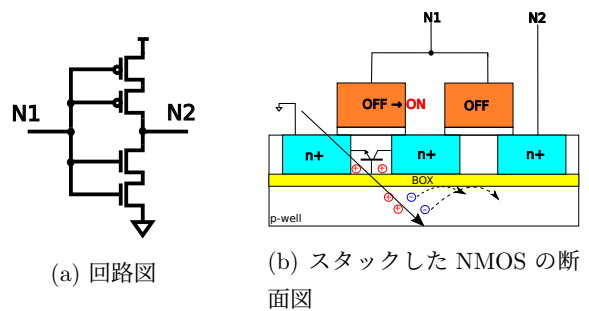 N1
N2
(a) 回路図
N1
N2
OFF → ON
OFF
n+
n+
n+
BOX
p-well
(b) スタックした NMOS の断
面図